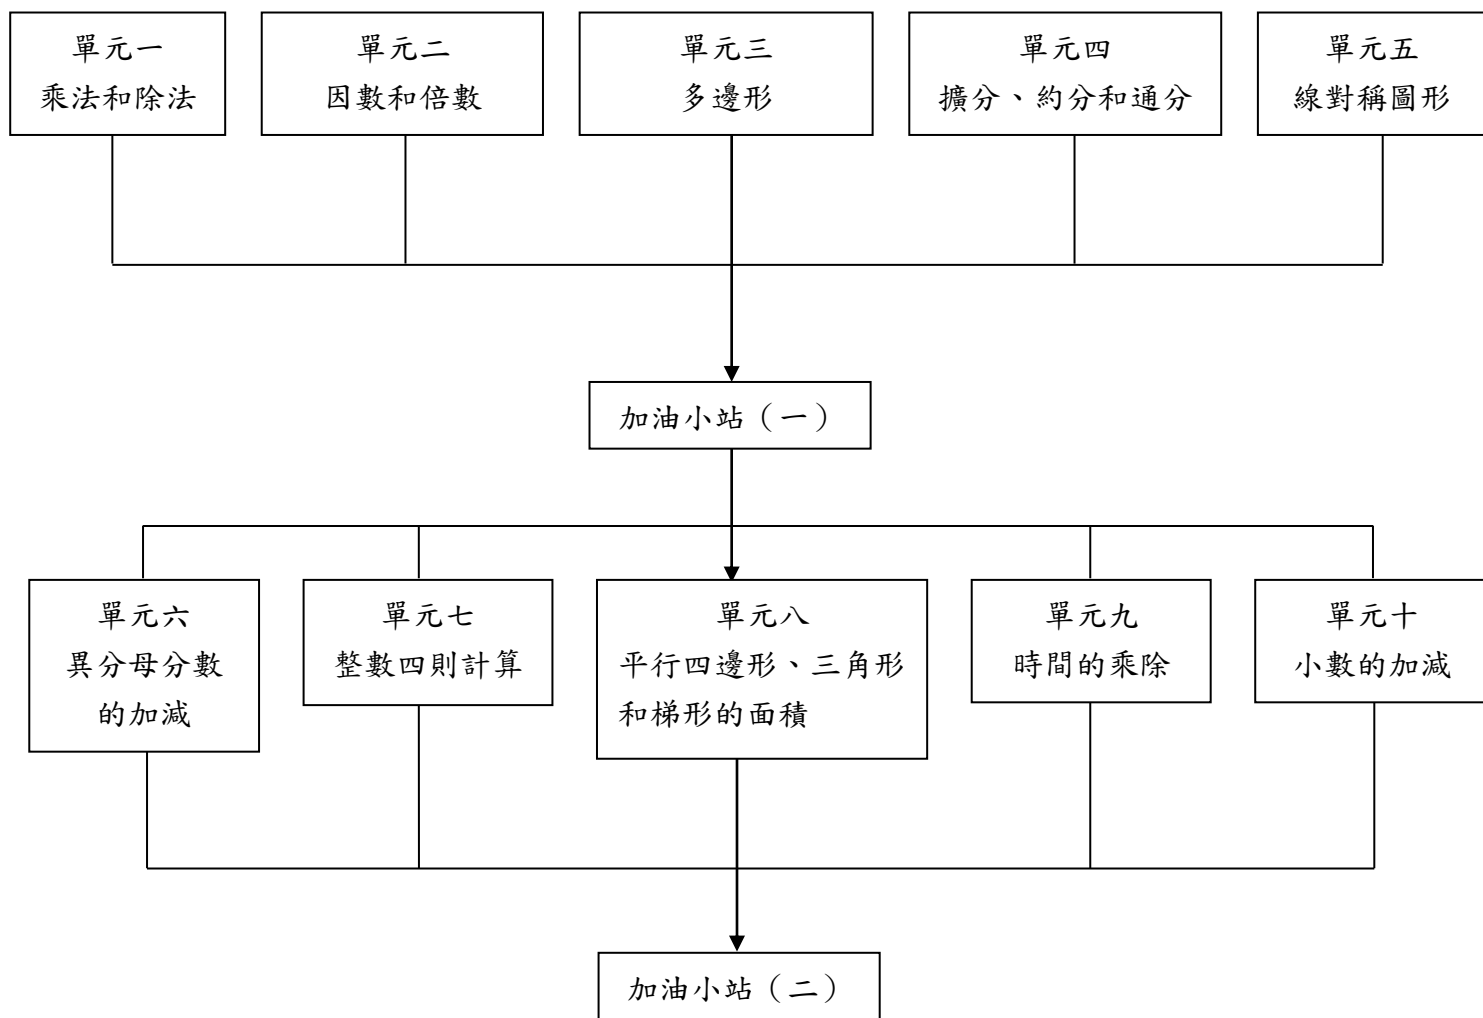 單元一
乘法和除法
單元二
因數和倍數
單元三
多邊形
單元四
擴分、約分和通分
單元五
線對稱圖形
加油小站（一）
單元六
異分母分數
的加減
單元七
整數四則計算
單元八
平行四邊形、三角形
和梯形的面積
單元九
時間的乘除
單元十
小數的加減
加油小站（二）